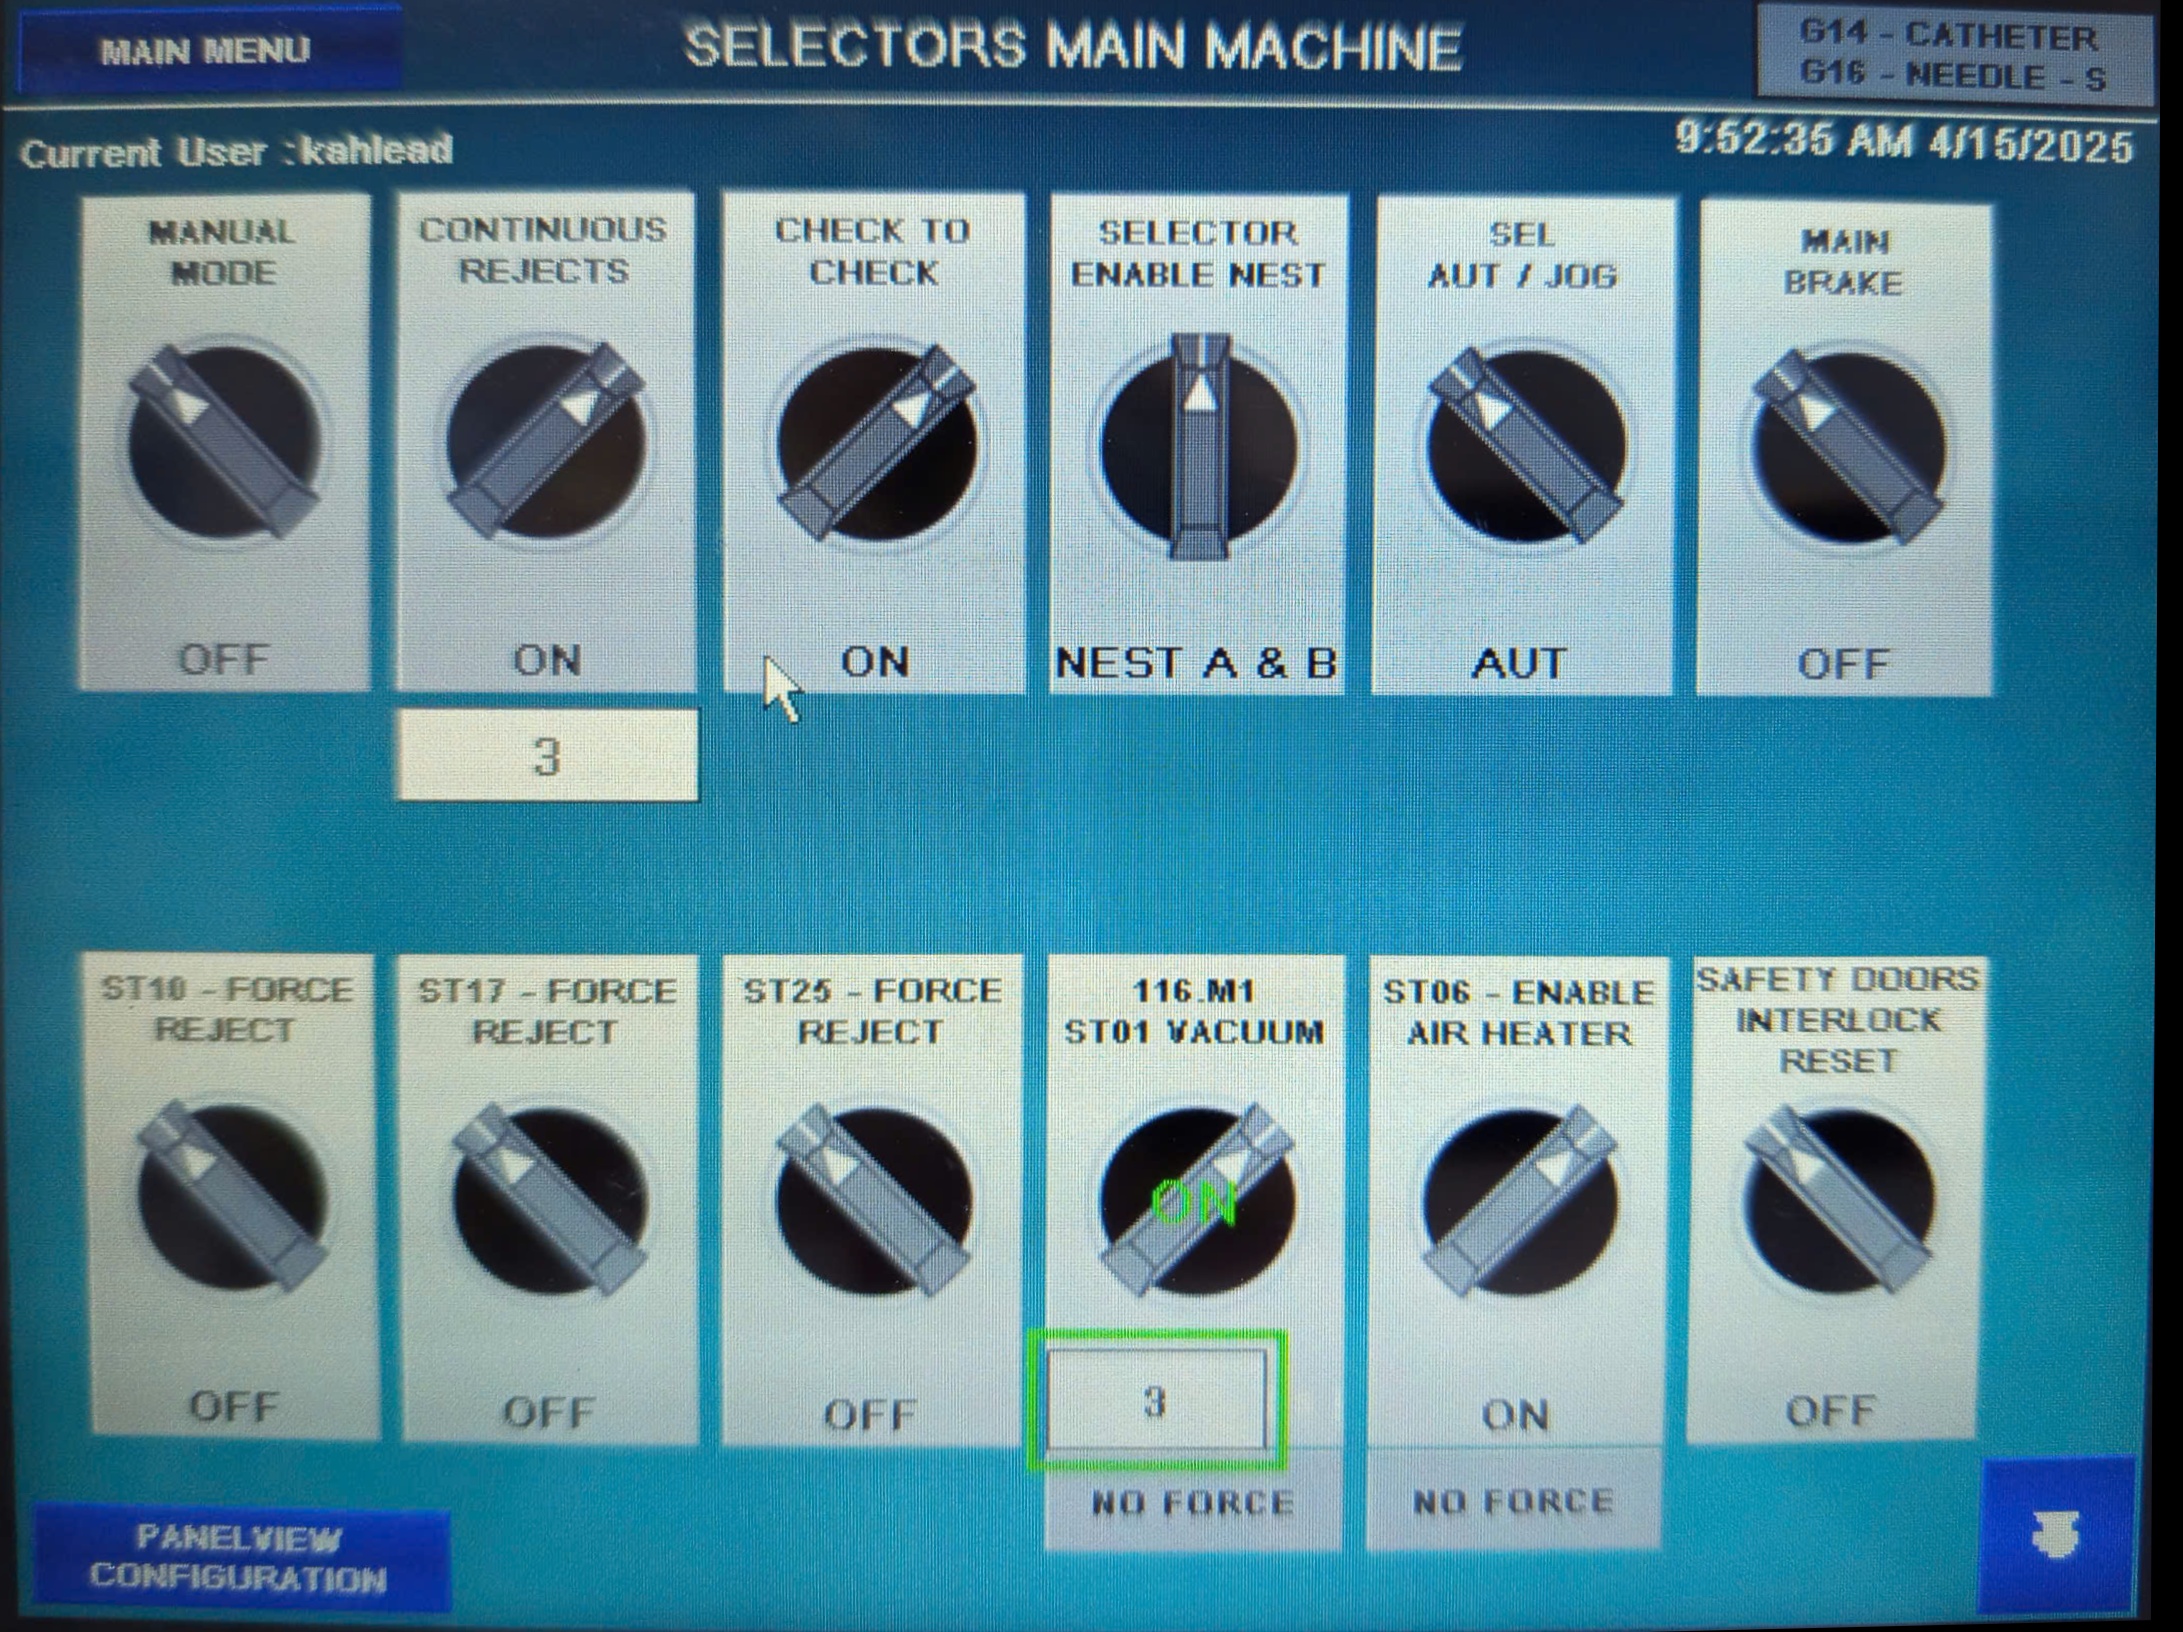 MAIN MENU
SELECTORS MAIN MACHINE
G14 - CATHETER
G16 - NEEDLE - S
Current User :kahlead
9:52:35 AM 4/15/2025
MANUAL
MODE
OFF
CONTINUOUS
REJECTS
ON
3
CHECK TO
CHECK
ON
SELECTOR
ENABLE NEST
NEST A & B
SEL
AUT / JOG
AUT
MAIN
BRAKE
OFF
ST10 - FORCE
REJECT
OFF
ST17 - FORCE
REJECT
OFF
ST25 - FORCE
REJECT
OFF
116.M1
ST01 VACUUM
ON
3
NO FORCE
ST06 - ENABLE
AIR HEATER
ON
NO FORCE
SAFETY DOORS
INTERLOCK
RESET
OFF
PANELVIEW
CONFIGURATION